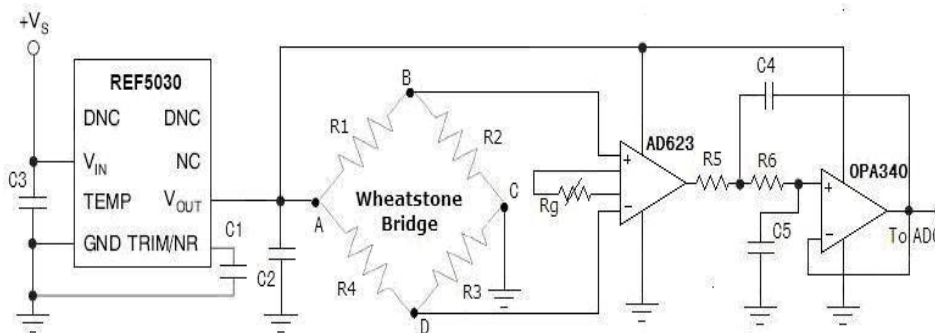 +VS
REF5030
DNC DNC
VIN NC
TEMP VOUT
GND TRIM/NR
C3
C1
C2
A
B
C
D
R1
R2
R3
R4
Wheatstone
Bridge
Rg
+
−
AD623
R5
R6
C4
C5
OPA340
+
−
To ADC